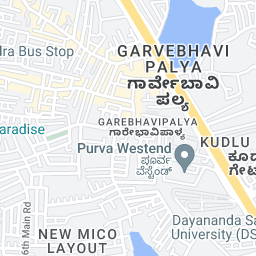 GARVEBHAVI
PALYA
ಗಾರ್ವೇಬಾವಿ
ಪಲ್ಯ
dra Bus Stop
GAREBHAVIPALYA
ಗಾರೇಭಾವಿಪಾಳ್ಯ
aradise
Purva Westend
ಪೂರ್ವ
ವೆಸ್ಟೆಂಡ್
KUDLU
ಕೂಡ
ಗೇಟ
6th Main Rd
NEW MICO
LAYOUT
Dayananda Sa
University (DS